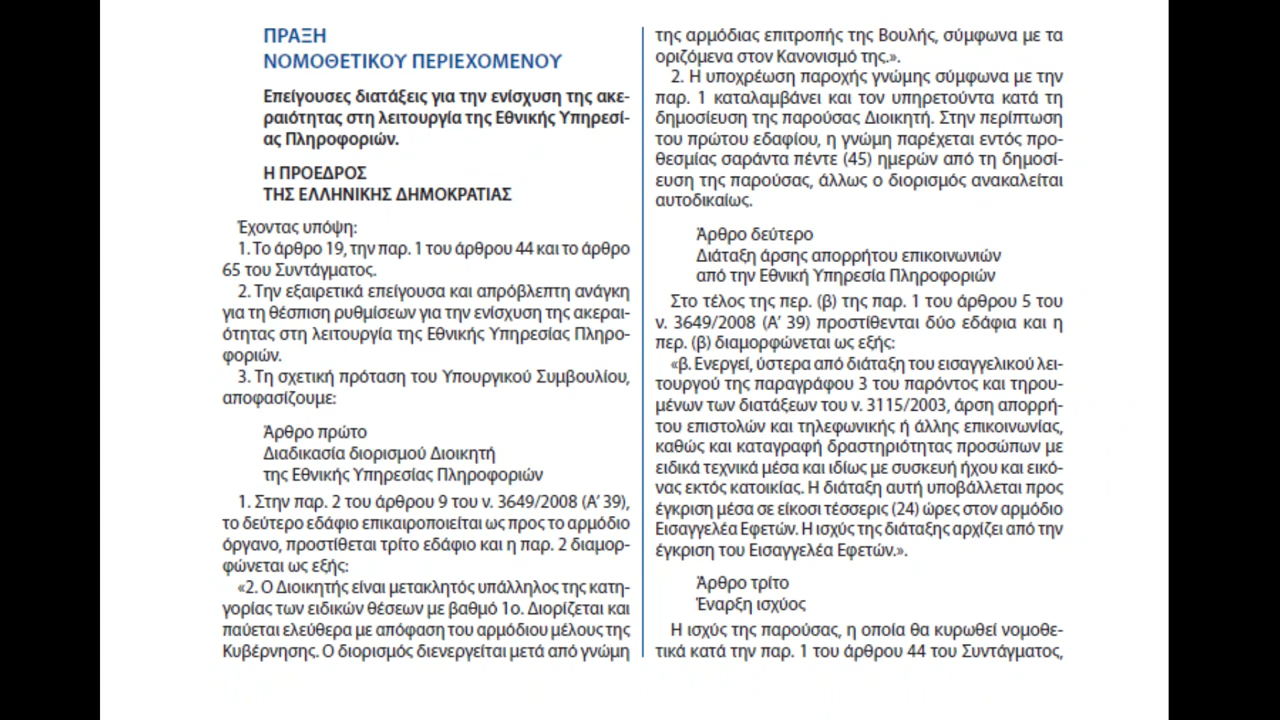 ΠΡΑΞΗ
ΝΟΜΟΘΕΤΙΚΟΥ ΠΕΡΙΕΧΟΜΕΝΟΥ
Επείγουσες διατάξεις για την ενίσχυση της ακε-
ραιότητας στη λειτουργία της Εθνικής Υπηρεσί-
ας Πληροφοριών.
Η ΠΡΟΕΔΡΟΣ
ΤΗΣ ΕΛΛΗΝΙΚΗΣ ΔΗΜΟΚΡΑΤΙΑΣ
Έχοντας υπόψη:
1. Το άρθρο 19, την παρ. 1 του άρθρου 44 και το άρθρο
65 του Συντάγματος.
2. Την εξαιρετικά επείγουσα και απρόβλεπτη ανάγκη
για τη θέσπιση ρυθμίσεων για την ενίσχυση της ακεραι-
ότητας στη λειτουργία της Εθνικής Υπηρεσίας Πληρο-
φοριών.
3. Τη σχετική πρόταση του Υπουργικού Συμβουλίου,
αποφασίζουμε:
Άρθρο πρώτο
Διαδικασία διορισμού Διοικητή
της Εθνικής Υπηρεσίας Πληροφοριών
1. Στην παρ. 2 του άρθρου 9 του ν. 3649/2008 (Α’ 39),
το δεύτερο εδάφιο επικαιροποιείται ως προς το αρμόδιο
όργανο, προστίθεται τρίτο εδάφιο και η παρ. 2 διαμορ-
φώνεται ως εξής:
«2. Ο Διοικητής είναι μετακλητός υπάλληλος της κατη-
γορίας των ειδικών θέσεων με βαθμό 1ο. Διορίζεται και
παύεται ελεύθερα με απόφαση του αρμόδιου μέλους της
Κυβέρνησης. Ο διορισμός διενεργείται μετά από γνώμη
της αρμόδιας επιτροπής της Βουλής, σύμφωνα με τα
οριζόμενα στον Κανονισμό της.».
2. Η υποχρέωση παροχής γνώμης σύμφωνα με την
παρ. 1 καταλαμβάνει και τον υπηρετούντα κατά τη
δημοσίευση της παρούσας Διοικητή. Στην περίπτωση
του πρώτου εδαφίου, η γνώμη παρέχεται εντός προ-
θεσμίας σαράντα πέντε (45) ημερών από τη δημοσί-
ευση της παρούσας, άλλως ο διορισμός ανακαλείται
αυτοδικαίως.
Άρθρο δεύτερο
Διάταξη άρσης απορρήτου επικοινωνιών
από την Εθνική Υπηρεσία Πληροφοριών
Στο τέλος της περ. (β) της παρ. 1 του άρθρου 5 του
ν. 3649/2008 (Α’ 39) προστίθενται δύο εδάφια και η
περ. (β) διαμορφώνεται ως εξής:
«β. Ενεργεί, ύστερα από διάταξη του εισαγγελικού λει-
τουργού της παραγράφου 3 του παρόντος και τηρου-
μένων των διατάξεων του ν. 3115/2003, άρση απορρή-
του επιστολών και τηλεφωνικής ή άλλης επικοινωνίας,
καθώς και καταγραφή δραστηριότητας προσώπων με
ειδικά τεχνικά μέσα και ιδίως με συσκευή ήχου και εικό-
νας εκτός κατοικίας. Η διάταξη αυτή υποβάλλεται προς
έγκριση μέσα σε είκοσι τέσσερις (24) ώρες στον αρμόδιο
Εισαγγελέα Εφετών. Η ισχύς της διάταξης αρχίζει από την
έγκριση του Εισαγγελέα Εφετών.».
Άρθρο τρίτο
Έναρξη ισχύος
Η ισχύς της παρούσας, η οποία θα κυρωθεί νομοθε-
τικά κατά την παρ. 1 του άρθρου 44 του Συντάγματος,